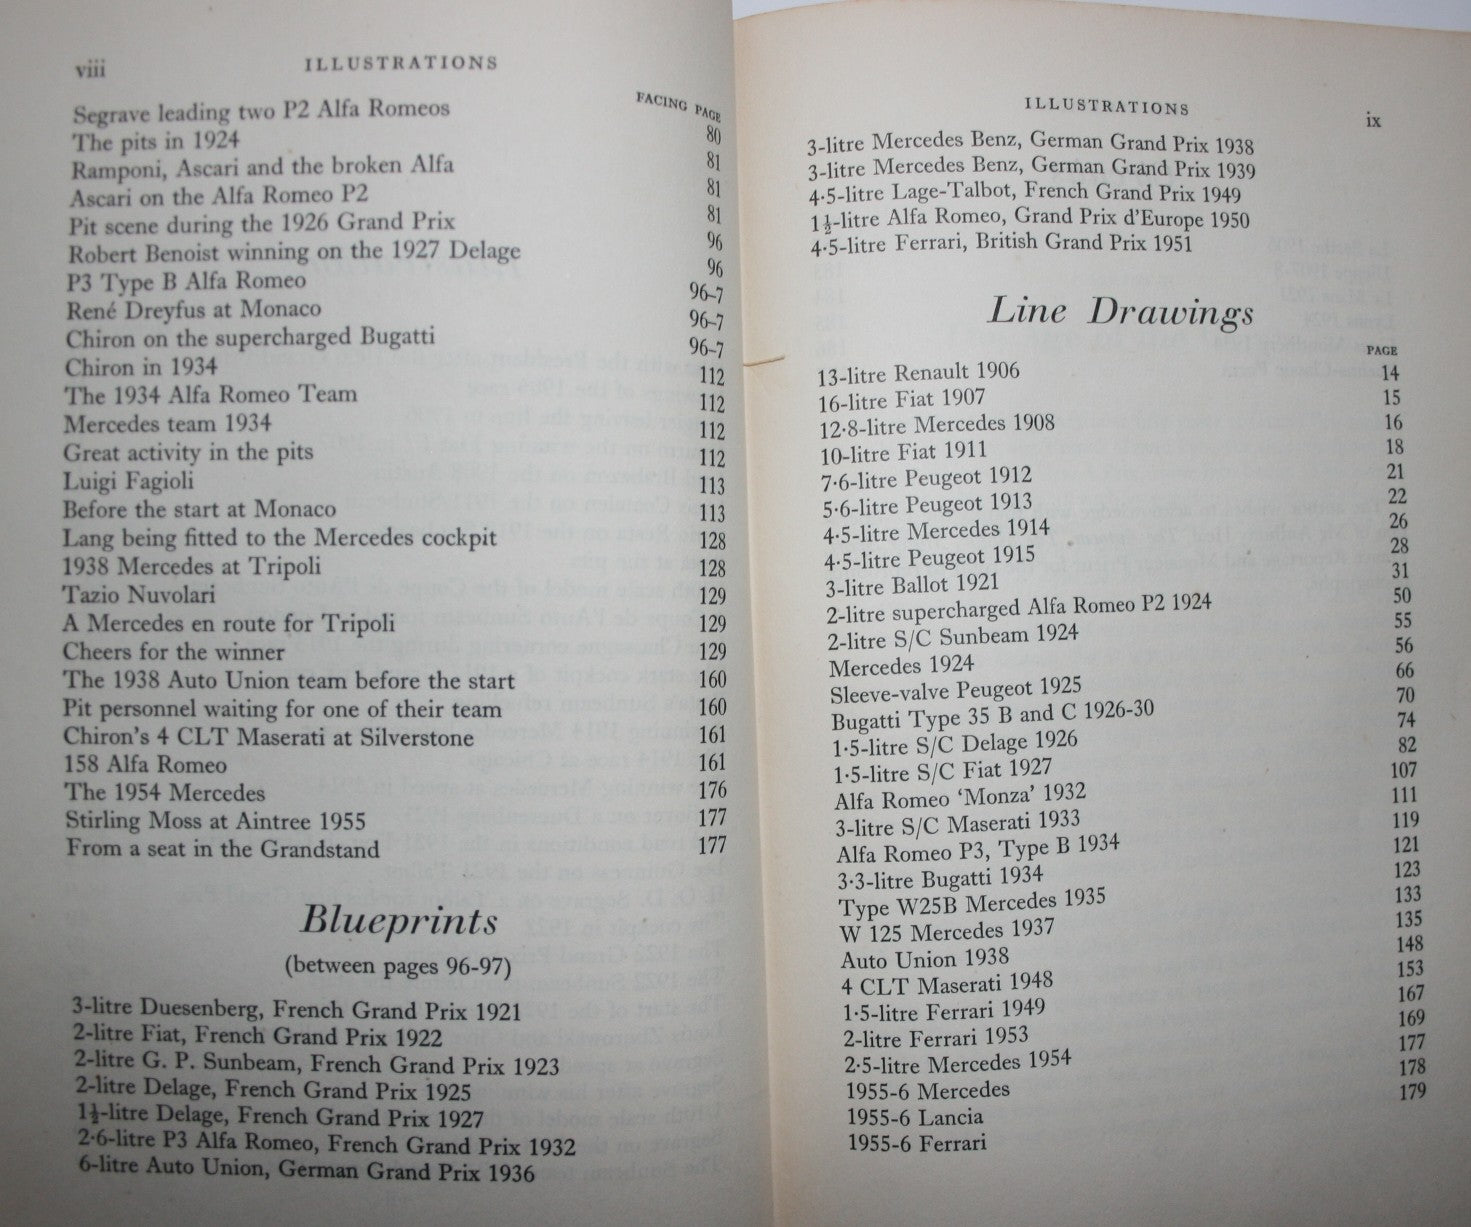 viii
ILLUSTRATIONS
FACING PAGE
Segrave leading two P2 Alfa Romeos 80
The pits in 1924 81
Ramponi, Ascari and the broken Alfa 81
Ascari on the Alfa Romeo P2 81
Pit scene during the 1926 Grand Prix 96
Robert Benoist winning on the 1927 Delage 96
P3 Type B Alfa Romeo 96-7
René Dreyfus at Monaco 96-7
Chiron on the supercharged Bugatti 96-7
Chiron in 1934 112
The 1934 Alfa Romeo Team 112
Mercedes team 1934 112
Great activity in the pits 112
Luigi Fagioli 113
Before the start at Monaco 113
Lang being fitted to the Mercedes cockpit 128
1938 Mercedes at Tripoli 128
Tazio Nuvolari 129
A Mercedes en route for Tripoli 129
Cheers for the winner 129
The 1938 Auto Union team before the start 160
Pit personnel waiting for one of their team 160
Chiron's 4 CLT Maserati at Silverstone 161
158 Alfa Romeo 161
The 1954 Mercedes 176
Stirling Moss at Aintree 1955 177
From a seat in the Grandstand 177
Blueprints
(between pages 96-97)
3-litre Duesenberg, French Grand Prix 1921
2-litre Fiat, French Grand Prix 1922
2-litre G. P. Sunbeam, French Grand Prix 1923
2-litre Delage, French Grand Prix 1925
1½-litre Delage, French Grand Prix 1927
2·6-litre P3 Alfa Romeo, French Grand Prix 1932
6-litre Auto Union, German Grand Prix 1936
ILLUSTRATIONS
ix
3-litre Mercedes Benz, German Grand Prix 1938
3-litre Mercedes Benz, German Grand Prix 1939
4·5-litre Lage-Talbot, French Grand Prix 1949
1½-litre Alfa Romeo, Grand Prix d'Europe 1950
4·5-litre Ferrari, British Grand Prix 1951
Line Drawings
PAGE
13-litre Renault 1906 14
16-litre Fiat 1907 15
12·8-litre Mercedes 1908 16
10-litre Fiat 1911 18
7·6-litre Peugeot 1912 21
5·6-litre Peugeot 1913 22
4·5-litre Mercedes 1914 26
4·5-litre Peugeot 1915 28
3-litre Ballot 1921 31
2-litre supercharged Alfa Romeo P2 1924 50
2-litre S/C Sunbeam 1924 55
Mercedes 1924 56
Sleeve-valve Peugeot 1925 66
Bugatti Type 35 B and C 1926-30 70
1·5-litre S/C Delage 1926 74
1·5-litre S/C Fiat 1927 82
Alfa Romeo 'Monza' 1932 107
3-litre S/C Maserati 1933 111
Alfa Romeo P3, Type B 1934 119
3·3-litre Bugatti 1934 121
Type W25B Mercedes 1935 123
W 125 Mercedes 1937 133
Auto Union 1938 135
4 CLT Maserati 1948 148
1·5-litre Ferrari 1949 153
2-litre Ferrari 1953 167
2·5-litre Mercedes 1954 169
1955-6 Mercedes 177
1955-6 Lancia 178
1955-6 Ferrari 179